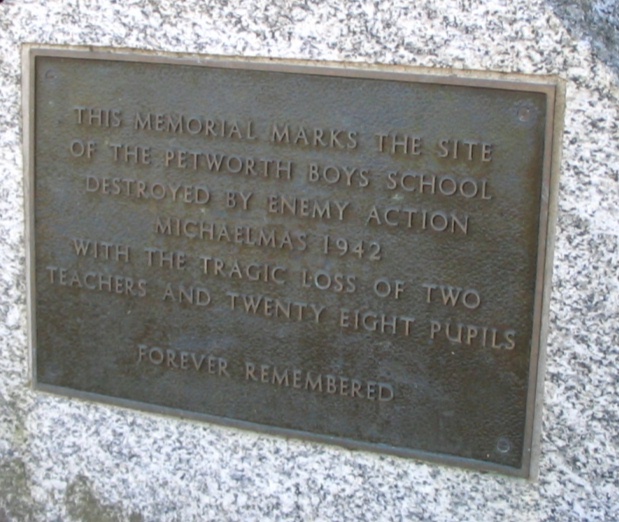 THIS MEMORIAL MARKS THE SITE
OF THE PETWORTH BOYS SCHOOL
DESTROYED BY ENEMY ACTION
MICHAELMAS 1942
WITH THE TRAGIC LOSS OF TWO
TEACHERS AND TWENTY EIGHT PUPILS
FOREVER REMEMBERED